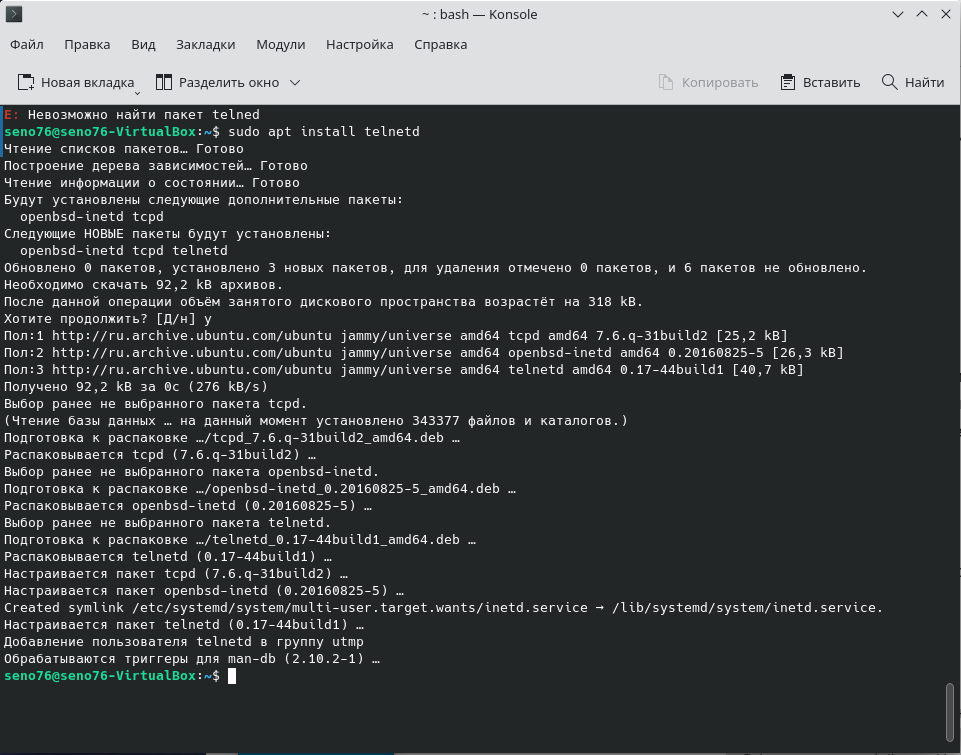 ~ : bash — Konsole
Файл Правка Вид Закладки Модули Настройка Справка
Новая вкладка Разделить окно Копировать Вставить Найти
E: Невозможно найти пакет telned
seno76@seno76-VirtualBox:~$ sudo apt install telnetd
Чтение списков пакетов… Готово
Построение дерева зависимостей… Готово
Чтение информации о состоянии… Готово
Будут установлены следующие дополнительные пакеты:
openbsd-inetd tcpd
Следующие НОВЫЕ пакеты будут установлены:
openbsd-inetd tcpd telnetd
Обновлено 0 пакетов, установлено 3 новых пакетов, для удаления отмечено 0 пакетов, и 6 пакетов не обновлено.
Необходимо скачать 92,2 kB архивов.
После данной операции объём занятого дискового пространства возрастёт на 318 kB.
Хотите продолжить? [Д/н] y
Пол:1 http://ru.archive.ubuntu.com/ubuntu jammy/universe amd64 tcpd amd64 7.6.q-31build2 [25,2 kB]
Пол:2 http://ru.archive.ubuntu.com/ubuntu jammy/universe amd64 openbsd-inetd amd64 0.20160825-5 [26,3 kB]
Пол:3 http://ru.archive.ubuntu.com/ubuntu jammy/universe amd64 telnetd amd64 0.17-44build1 [40,7 kB]
Получено 92,2 kB за 0с (276 kB/s)
Выбор ранее не выбранного пакета tcpd.
(Чтение базы данных … на данный момент установлено 343377 файлов и каталогов.)
Подготовка к распаковке …/tcpd_7.6.q-31build2_amd64.deb …
Распаковывается tcpd (7.6.q-31build2) …
Выбор ранее не выбранного пакета openbsd-inetd.
Подготовка к распаковке …/openbsd-inetd_0.20160825-5_amd64.deb …
Распаковывается openbsd-inetd (0.20160825-5) …
Выбор ранее не выбранного пакета telnetd.
Подготовка к распаковке …/telnetd_0.17-44build1_amd64.deb …
Распаковывается telnetd (0.17-44build1) …
Настраивается пакет tcpd (7.6.q-31build2) …
Настраивается пакет openbsd-inetd (0.20160825-5) …
Created symlink /etc/systemd/system/multi-user.target.wants/inetd.service → /lib/systemd/system/inetd.service.
Настраивается пакет telnetd (0.17-44build1) …
Добавление пользователя telnetd в группу utmp
Обрабатываются триггеры для man-db (2.10.2-1) …
seno76@seno76-VirtualBox:~$